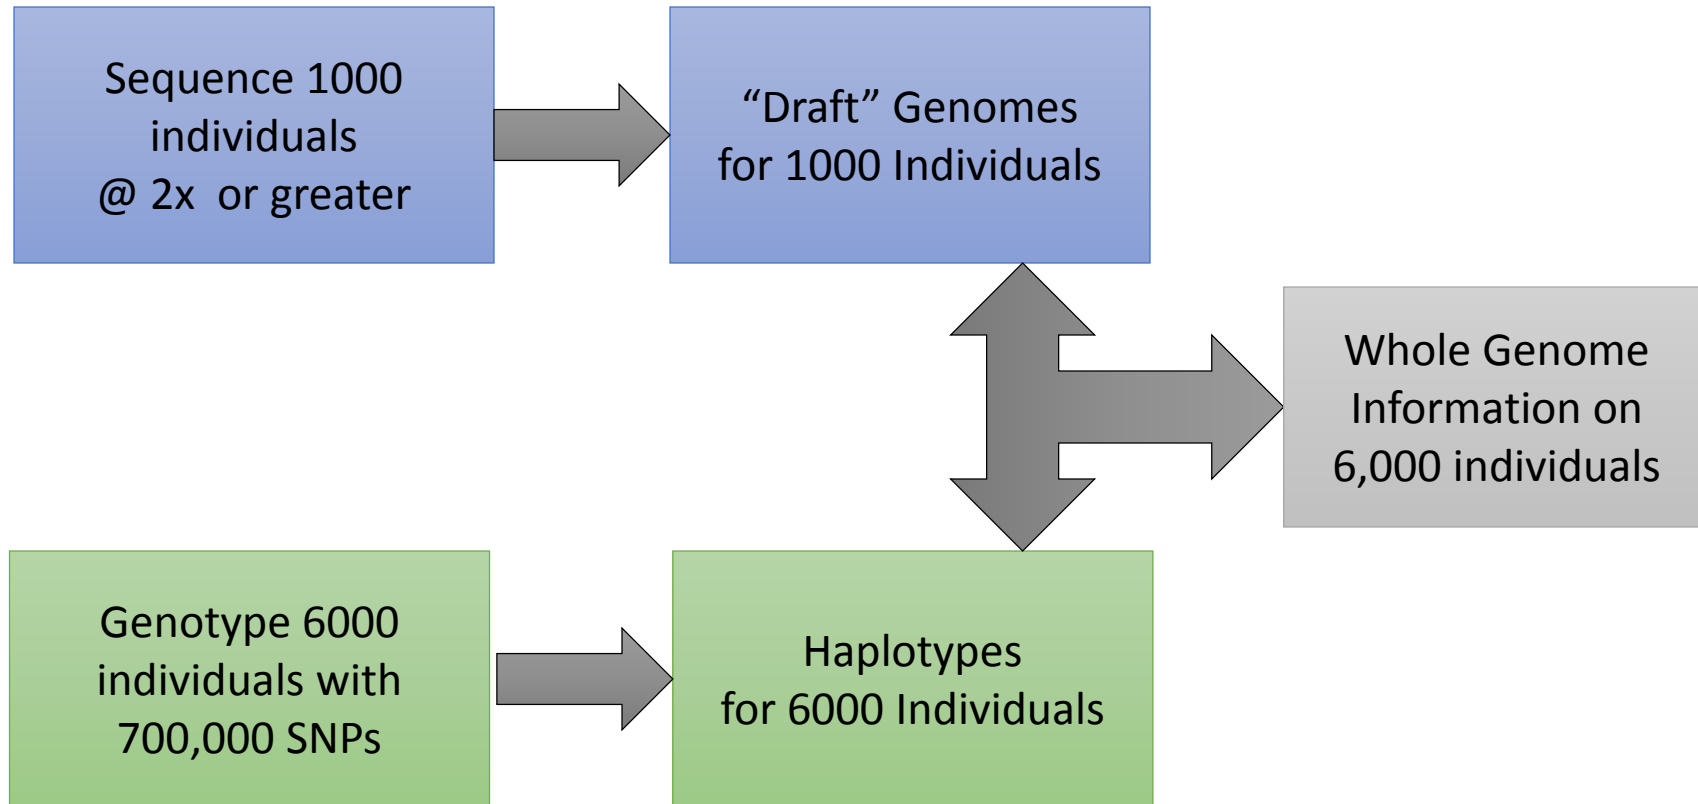 Sequence 1000
individuals
@ 2x  or greater
“Draft” Genomes
for 1000 Individuals
Whole Genome
Information on
6,000 individuals
Genotype 6000
individuals with
700,000 SNPs
Haplotypes
for 6000 Individuals